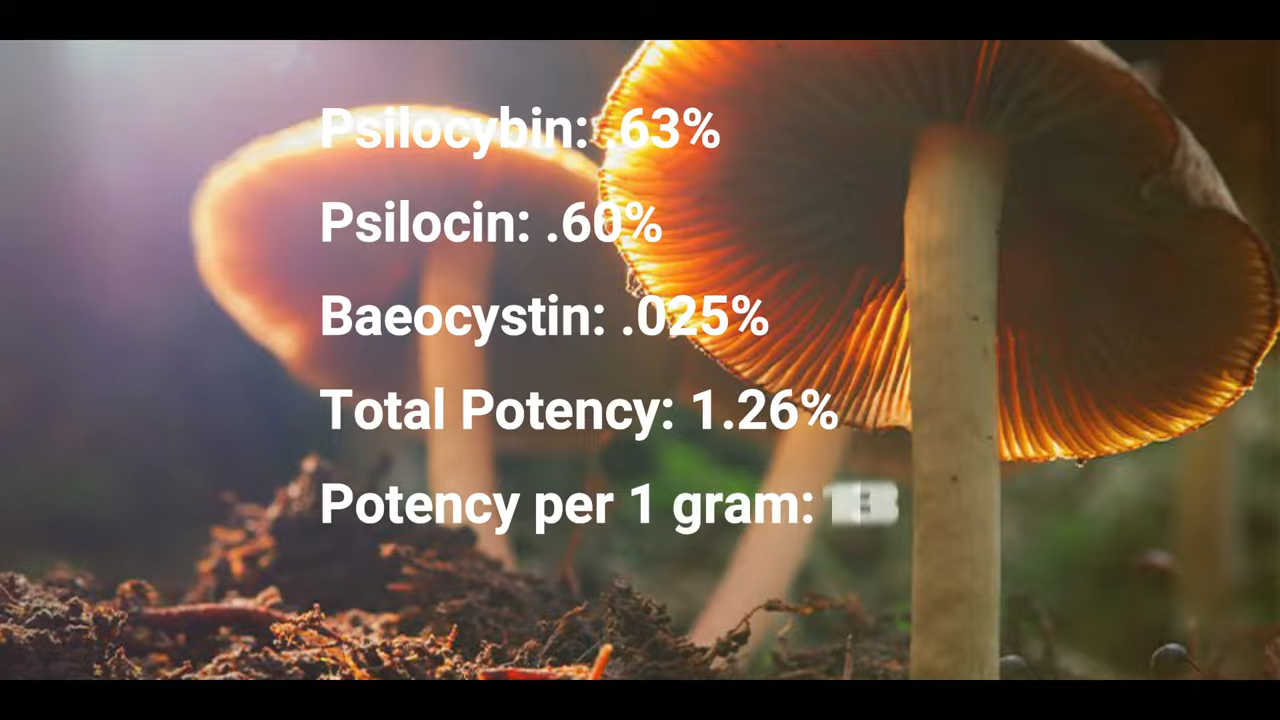 Psilocybin: .63%
Psilocin: .60%
Baeocystin: .025%
Total Potency: 1.26%
Potency per 1 gram: